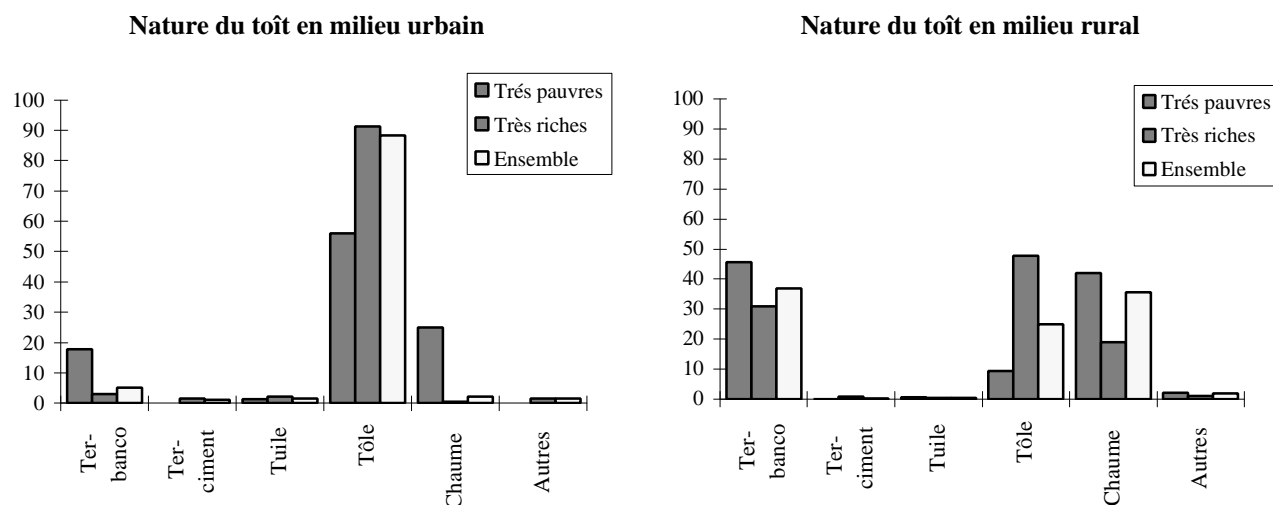 Nature du toît en milieu urbain
Trés pauvres
Très riches
Ensemble
100
90
80
70
60
50
40
30
20
10
0
Ter-
banco
Ter-
ciment
Tuile
Tôle
Chaume
Autres
Nature du toît en milieu rural
Trés pauvres
Très riches
Ensemble
100
90
80
70
60
50
40
30
20
10
0
Ter-
banco
Ter-
ciment
Tuile
Tôle
Chaume
Autres